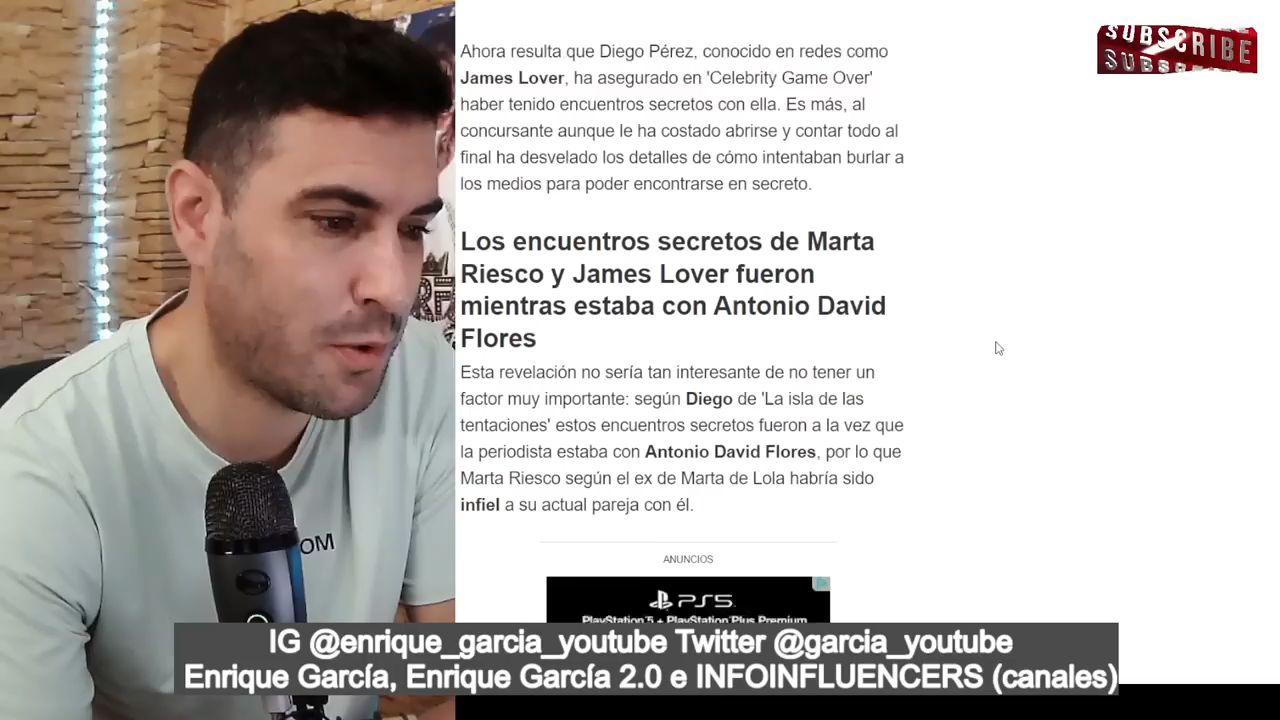 SUBSCRIBE
Ahora resulta que Diego Pérez, conocido en redes como
James Lover, ha asegurado en 'Celebrity Game Over'
haber tenido encuentros secretos con ella. Es más, al
concursante aunque le ha costado abrirse y contar todo al
final ha desvelado los detalles de cómo intentaban burlar a
los medios para poder encontrarse en secreto.
Los encuentros secretos de Marta
Riesco y James Lover fueron
mientras estaba con Antonio David
Flores
Esta revelación no sería tan interesante de no tener un
factor muy importante: según Diego de 'La isla de las
tentaciones' estos encuentros secretos fueron a la vez que
la periodista estaba con Antonio David Flores, por lo que
Marta Riesco según el ex de Marta de Lola habría sido
infiel a su actual pareja con él.
OM
ANUNCIOS
PS5
PlayStation 5 + PlayStation Plus Premium
IG @enrique_garcia_youtube Twitter @garcia_youtube
Enrique García, Enrique García 2.0 e INFOINFLUENCERS (canales)